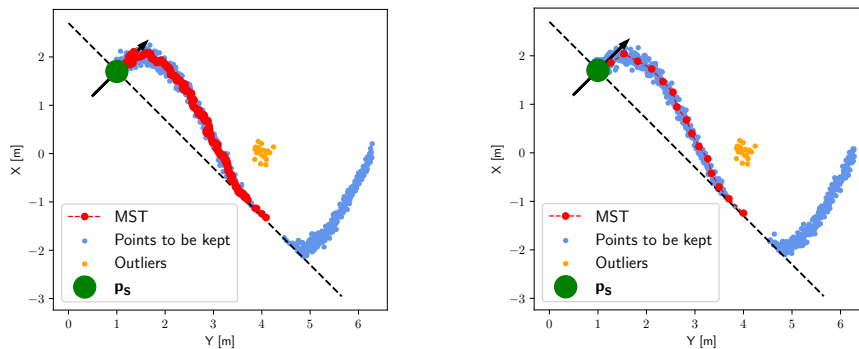 2
1
0
−1
−2
−3
X [m]
0 1 2 3 4 5 6
Y [m]
MST
Points to be kept
Outliers
pS
2
1
0
−1
−2
−3
X [m]
0 1 2 3 4 5 6
Y [m]
MST
Points to be kept
Outliers
pS